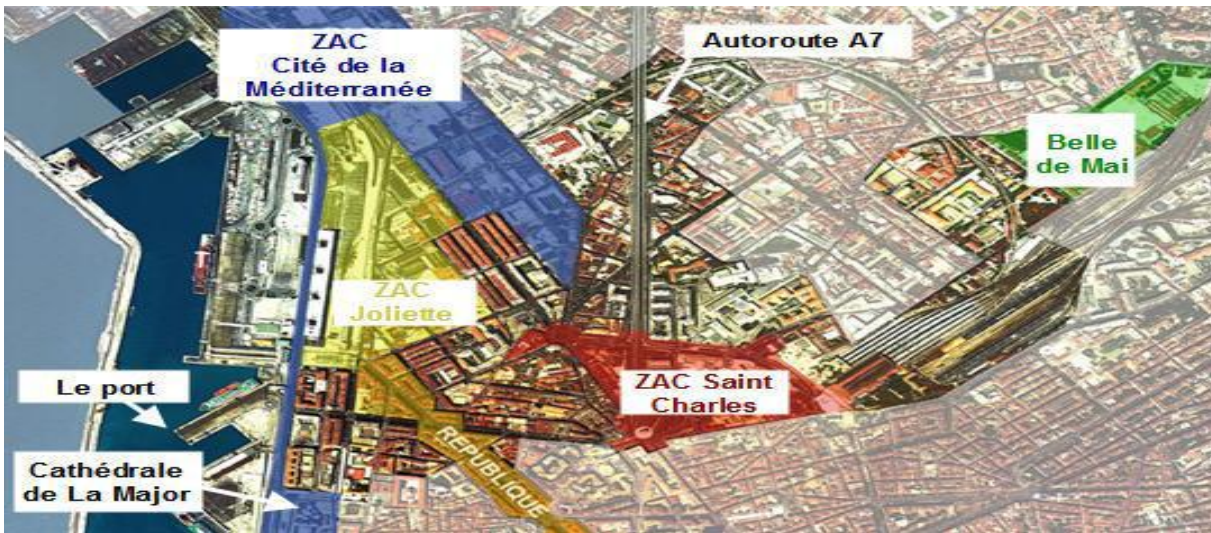 ZAC
Cité de la
Méditerranée
Autoroute A7
Belle
de Mai
ZAC
Joliette
Le port
ZAC Saint
Charles
Cathédrale
de La Major
REPUBLIQUE